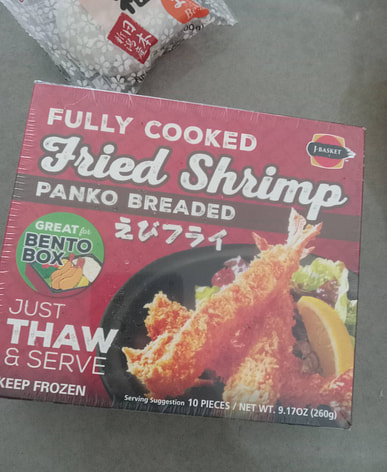 J-BASKET
FULLY COOKED
Fried Shrimp
PANKO BREADED
えびフライ
GREAT for
BENTO
BOX
JUST
THAW
& SERVE
KEEP FROZEN
Serving Suggestion 10 PIECES / NET WT. 9.17OZ (260g)